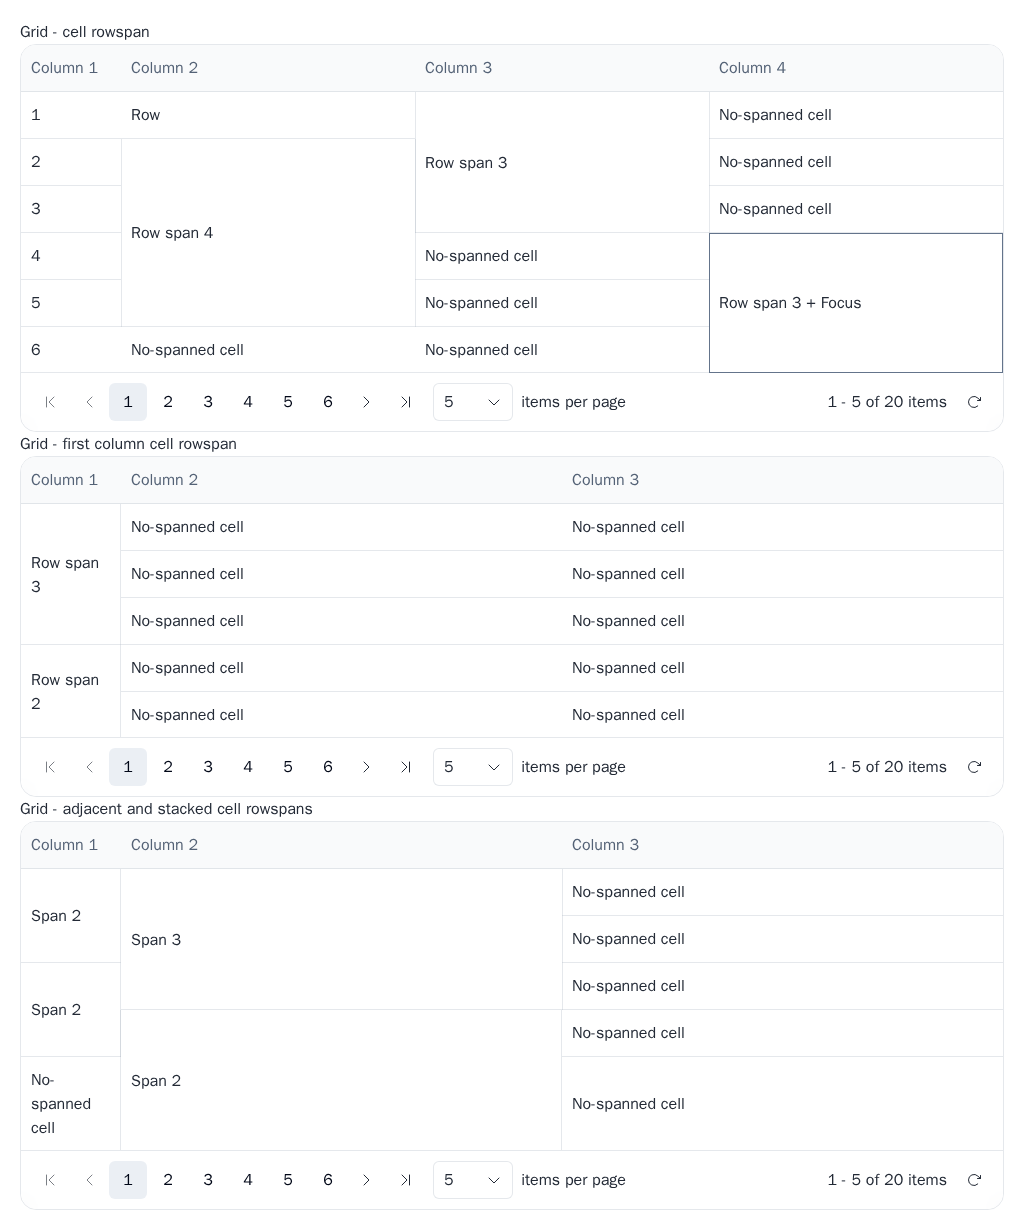 Grid - cell rowspan
Column 1 Column 2 Column 3 Column 4
1 Row No-spanned cell
2 Row span 3 No-spanned cell
3 No-spanned cell
Row span 4
4 No-spanned cell
5 No-spanned cell Row span 3 + Focus
6 No-spanned cell No-spanned cell
1 2 3 4 5 6 5 items per page 1 - 5 of 20 items
Grid - first column cell rowspan
Column 1 Column 2 Column 3
No-spanned cell No-spanned cell
Row span
3
No-spanned cell No-spanned cell
No-spanned cell No-spanned cell
No-spanned cell No-spanned cell
Row span
2
No-spanned cell No-spanned cell
1 2 3 4 5 6 5 items per page 1 - 5 of 20 items
Grid - adjacent and stacked cell rowspans
Column 1 Column 2 Column 3
No-spanned cell
Span 2
Span 3 No-spanned cell
No-spanned cell
Span 2
No-spanned cell
No-
spanned
cell
Span 2
No-spanned cell
1 2 3 4 5 6 5 items per page 1 - 5 of 20 items